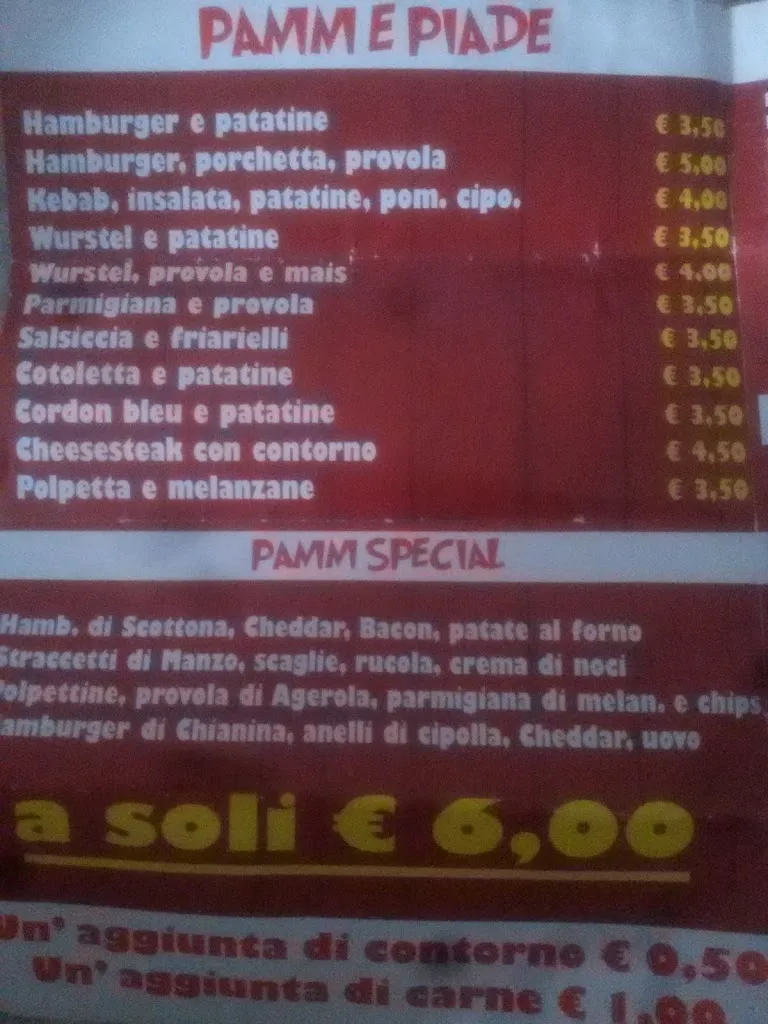 PAMM E PIADE
Hamburger e patatine € 3,50
Hamburger, porchetta, provola € 5,00
Kebab, insalata, patatine, pom. cipo. € 4,00
Wurstel e patatine € 3,50
Wurstel, provola e mais € 4,00
Parmigiana e provola € 3,50
Salsiccia e friarielli € 3,50
Cotoletta e patatine € 3,50
Cordon bleu e patatine € 3,50
Cheesesteak con contorno € 4,50
Polpetta e melanzane € 3,50
PAMM SPECIAL
Hamb. di Scottona, Cheddar, Bacon, patate al forno
Straccetti di Manzo, scaglie, rucola, crema di noci
Polpettine, provola di Agerola, parmigiana di melan. e chips
amburger di Chianina, anelli di cipolla, Cheddar, uovo
a soli € 6,00
Un' aggiunta di contorno € 0,50
Un' aggiunta di carne € 1,00